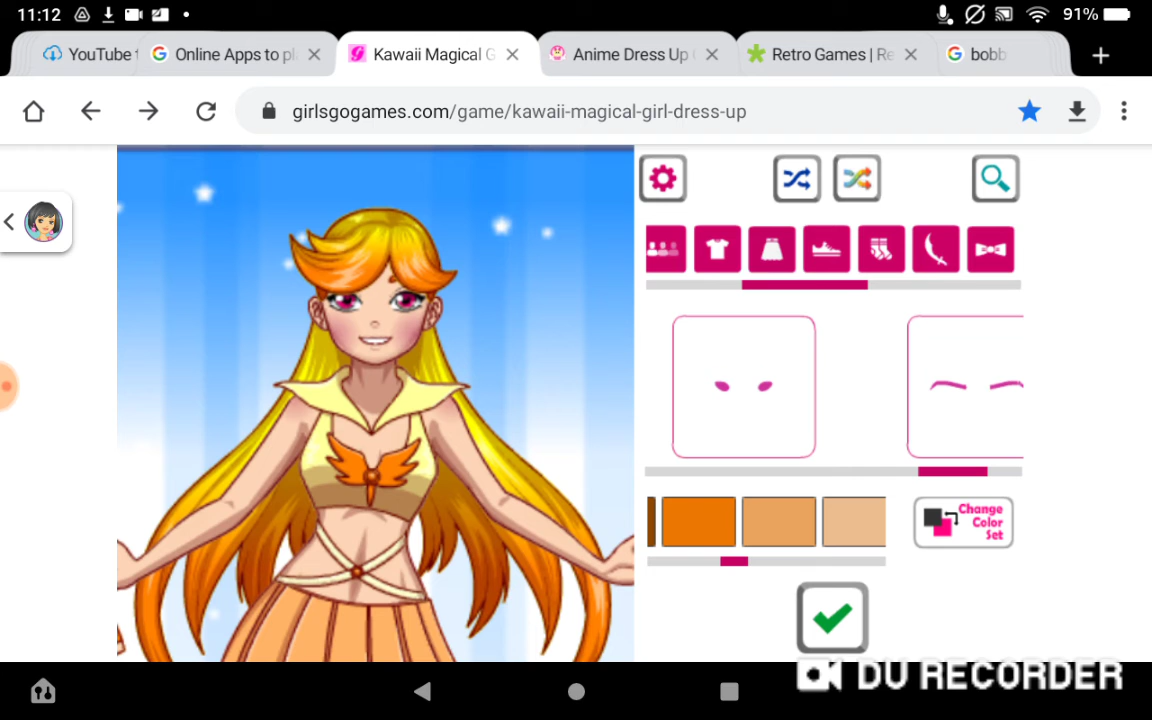 11:12
91%
YouTube t
Online Apps to pl
Kawaii Magical G
Anime Dress Up
Retro Games | Re
bobb
girlsgogames.com/game/kawaii-magical-girl-dress-up
Change
Color
Set
DU RECORDER